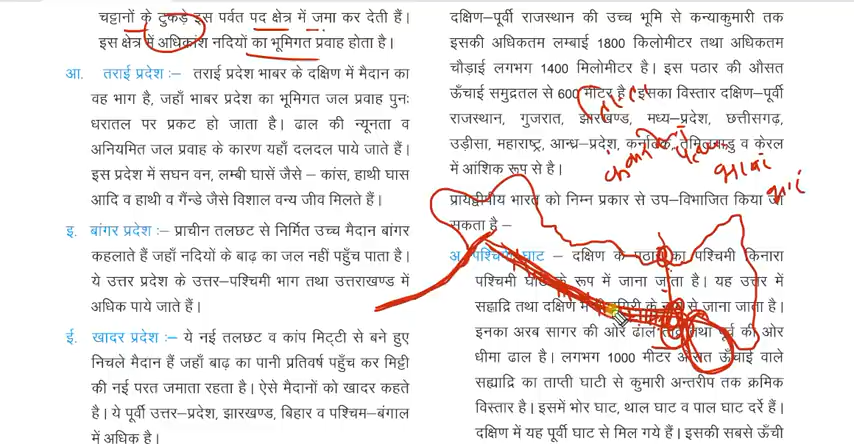 चट्टानों के टुकड़े इस पर्वत पद क्षेत्र में जमा कर देती हैं।
इस क्षेत्र में अधिकांश नदियों का भूमिगत प्रवाह होता है।
आ. तराई प्रदेश :– तराई प्रदेश भाबर के दक्षिण में मैदान का
वह भाग है, जहाँ भाबर प्रदेश का भूमिगत जल प्रवाह पुनः
धरातल पर प्रकट हो जाता है। ढाल की न्यूनता व
अनियमित जल प्रवाह के कारण यहाँ दलदल पाये जाते हैं।
इस प्रदेश में सघन वन, लम्बी घासें जैसे – कांस, हाथी घास
आदि व हाथी व गैंन्डे जैसे विशाल वन्य जीव मिलते हैं।
इ. बांगर प्रदेश :– प्राचीन तलछट से निर्मित उच्च मैदान बांगर
कहलाते हैं जहाँ नदियों के बाढ़ का जल नहीं पहुँच पाता है।
ये उत्तर प्रदेश के उत्तर–पश्चिमी भाग तथा उत्तराखण्ड में
अधिक पाये जाते हैं।
ई. खादर प्रदेश :– ये नई तलछट व कांप मिट्टी से बने हुए
निचले मैदान हैं जहाँ बाढ़ का पानी प्रतिवर्ष पहुँच कर मिट्टी
की नई परत जमाता रहता है। ऐसे मैदानों को खादर कहते
है। ये पूर्वी उत्तर–प्रदेश, झारखण्ड, बिहार व पश्चिम–बंगाल
में अधिक है।
दक्षिण–पूर्वी राजस्थान की उच्च भूमि से कन्याकुमारी तक
इसकी अधिकतम लम्बाई 1800 किलोमीटर तथा अधिकतम
चौड़ाई लगभग 1400 मिलोमीटर है। इस पठार की औसत
ऊँचाई समुद्रतल से 600 मीटर है। इसका विस्तार दक्षिण–पूर्वी
राजस्थान, गुजरात, झारखण्ड, मध्य–प्रदेश, छत्तीसगढ़,
उड़ीसा, महाराष्ट्र, आन्ध्र–प्रदेश, कर्नाटक, तमिलनाडु व केरल
में आंशिक रूप से है।
प्रायद्वीपीय भारत को निम्न प्रकार से उप–विभाजित किया जा
सकता है –
अ. पश्चिमी घाट – दक्षिण के पठार का पश्चिमी किनारा
पश्चिमी घाट के रूप में जाना जाता है। यह उत्तर में
सह्याद्रि तथा दक्षिण में के से जाना जाता है।
इनका अरब सागर की ओर ढाल तथा पूर्व की ओर
धीमा ढाल है। लगभग 1000 मीटर औसत ऊँचाई वाले
सह्याद्रि का ताप्ती घाटी से कुमारी अन्तरीप तक क्रमिक
विस्तार है। इसमें भोर घाट, थाल घाट व पाल घाट दर्रे हैं।
दक्षिण में यह पूर्वी घाट से मिल गये हैं। इसकी सबसे ऊँची